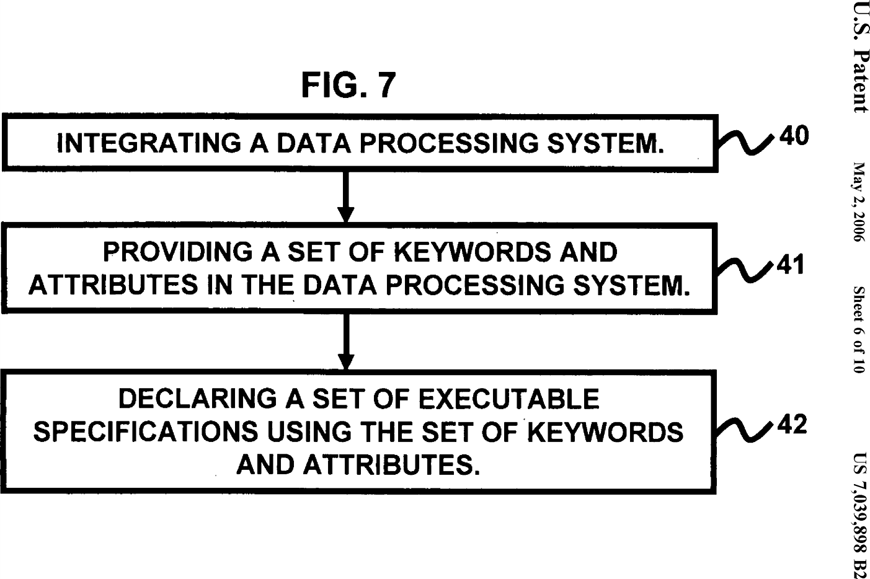 U.S. Patent
May 2, 2006
Sheet 6 of 10
US 7,039,898 B2
FIG. 7
INTEGRATING A DATA PROCESSING SYSTEM.
40
PROVIDING A SET OF KEYWORDS AND
ATTRIBUTES IN THE DATA PROCESSING SYSTEM.
41
DECLARING A SET OF EXECUTABLE
SPECIFICATIONS USING THE SET OF KEYWORDS
AND ATTRIBUTES.
42